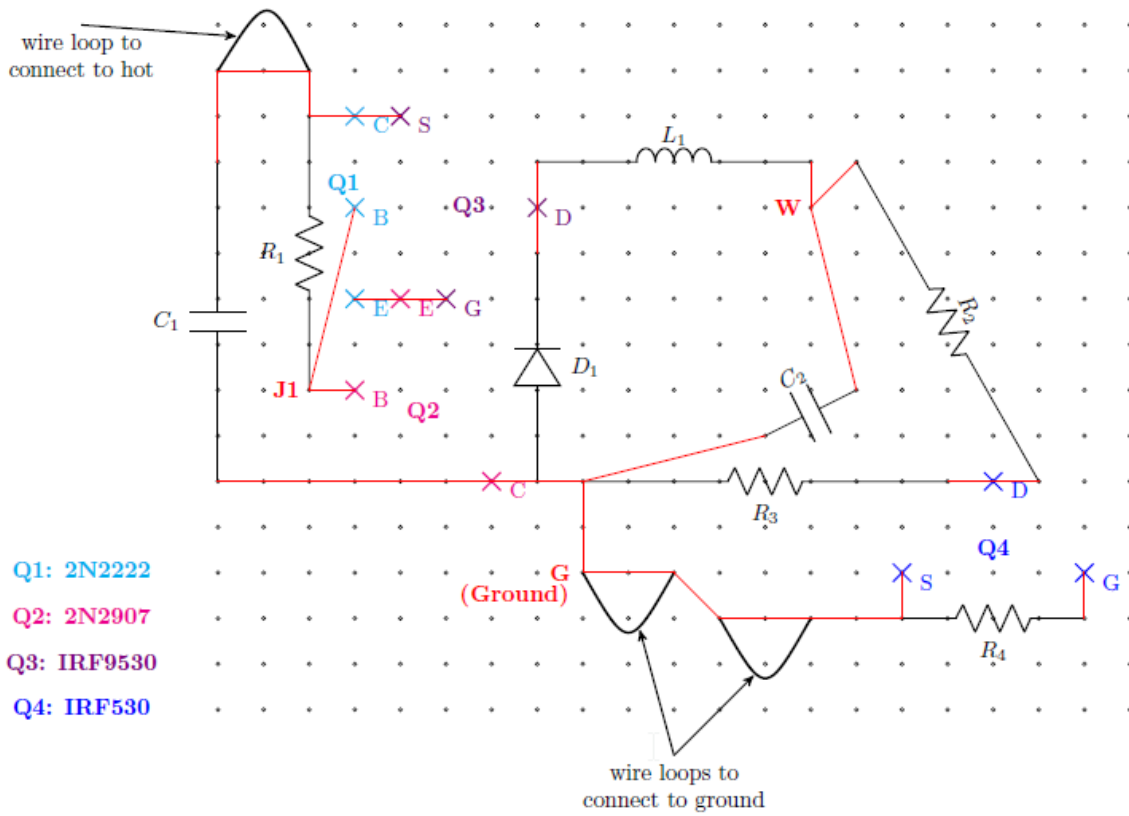 wire loop to
connect to hot
C
S
L₁
Q1
B
Q3
D
W
R₁
E
E
G
R₂
C₁
D₁
C₂
J1
B
Q2
C
R₃
D
Q4
Q1: 2N2222
G
(Ground)
S
G
Q2: 2N2907
R₄
Q3: IRF9530
Q4: IRF530
wire loops to
connect to ground